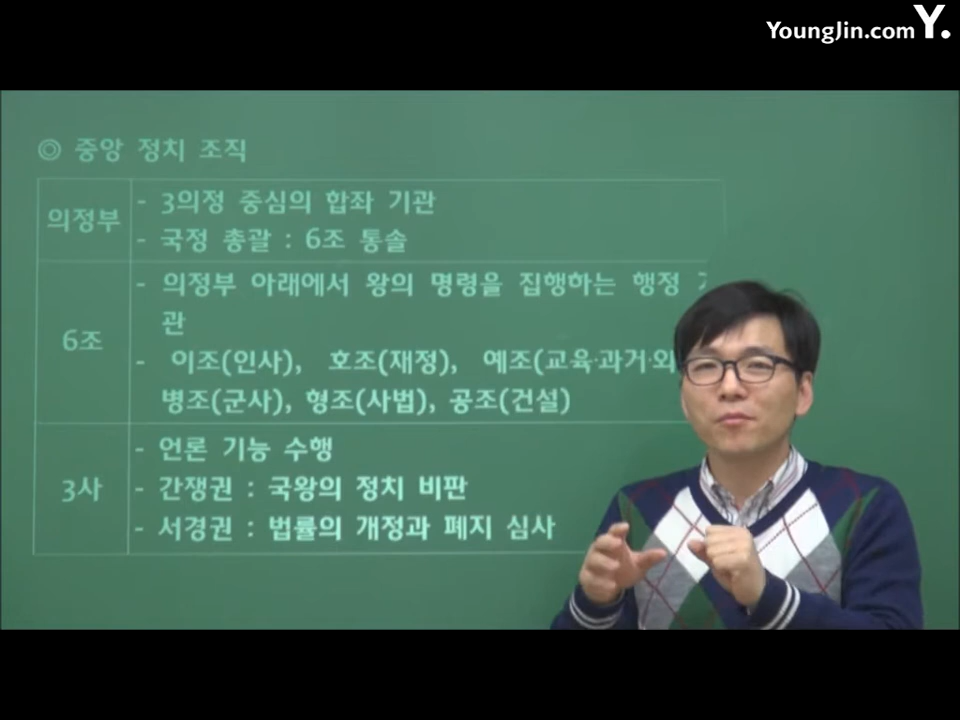 YoungJin.com Y.
◎ 중앙 정치 조직
의정부
- 3의정 중심의 합좌 기관
- 국정 총괄 : 6조 통솔
6조
- 의정부 아래에서 왕의 명령을 집행하는 행정
관
- 이조(인사), 호조(재정), 예조(교육·과거·외
병조(군사), 형조(사법), 공조(건설)
3사
- 언론 기능 수행
- 간쟁권 : 국왕의 정치 비판
- 서경권 : 법률의 개정과 폐지 심사